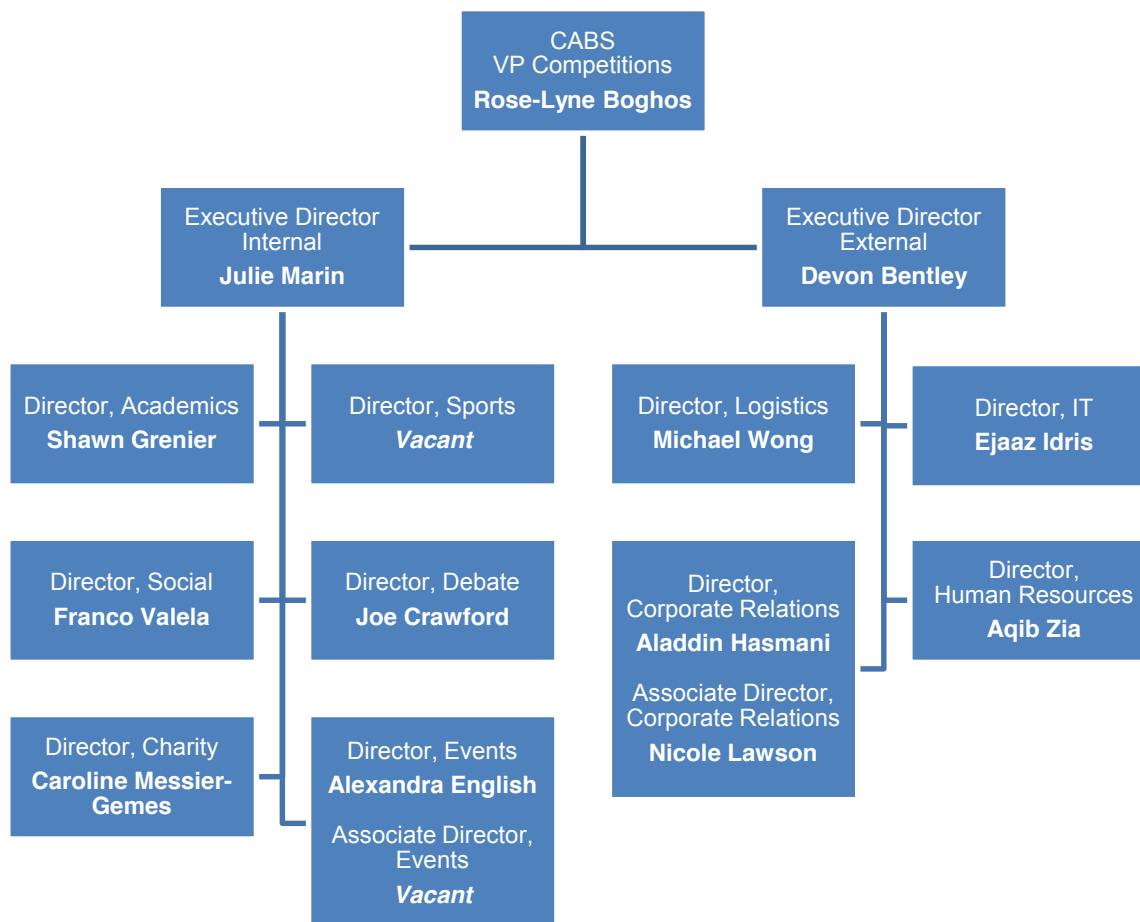 CABS
VP Competitions
Rose-Lyne Boghos
Executive Director
Internal
Julie Marin
Executive Director
External
Devon Bentley
Director, Academics
Shawn Grenier
Director, Sports
Vacant
Director, Logistics
Michael Wong
Director, IT
Ejaaz Idris
Director, Social
Franco Valela
Director, Debate
Joe Crawford
Director,
Corporate Relations
Aladdin Hasmani
Associate Director,
Corporate Relations
Nicole Lawson
Director,
Human Resources
Aqib Zia
Director, Charity
Caroline Messier-
Gemes
Director, Events
Alexandra English
Associate Director,
Events
Vacant